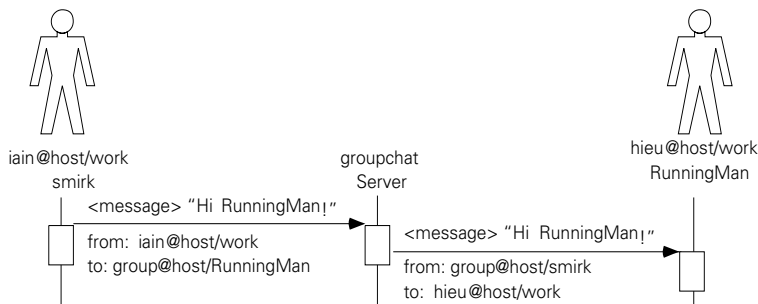 iain@host/work
smirk
groupchat
Server
hieu@host/work
RunningMan
<message> "Hi RunningMan!"
from: iain@host/work
to: group@host/RunningMan
<message> "Hi RunningMan!"
from: group@host/smirk
to: hieu@host/work